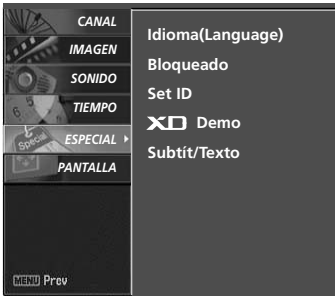 CANAL
IMAGEN
SONIDO
TIEMPO
ESPECIAL
PANTALLA
MENU Prev
Idioma(Language)
Bloqueado
Set ID
XD Demo
Subtít/Texto